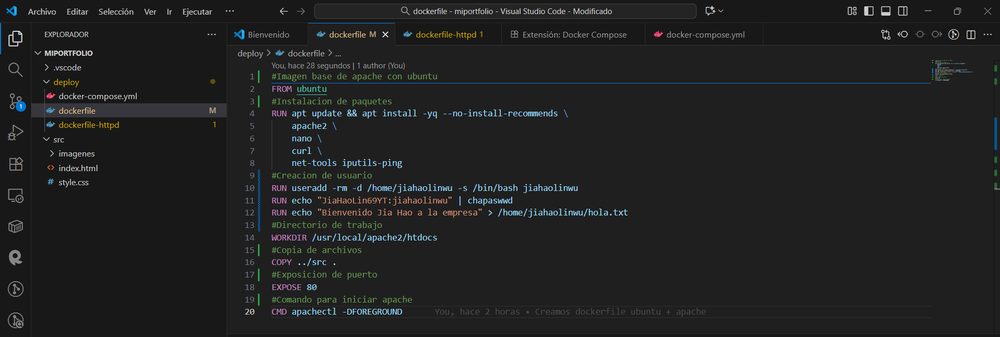 Archivo Editar Selección Ver Ir Ejecutar ···
dockerfile - miportfolio - Visual Studio Code - Modificado
EXPLORADOR
MIPORTFOLIO
.vscode
deploy
docker-compose.yml
dockerfile M
dockerfile-httpd 1
src
imagenes
index.html
style.css
1
Bienvenido
dockerfile M
dockerfile-httpd 1
Extensión: Docker Compose
docker-compose.yml
deploy > dockerfile > ...
You, hace 28 segundos | 1 author (You)
1 #Imagen base de apache con ubuntu
2 FROM ubuntu
3 #Instalacion de paquetes
4 RUN apt update && apt install -yq --no-install-recommends \
5 apache2 \
6 nano \
7 curl \
8 net-tools iputils-ping
9 #Creacion de usuario
10 RUN useradd -rm -d /home/jiahaolinwu -s /bin/bash jiahaolinwu
11 RUN echo "JiaHaoLin69YT:jiahaolinwu" | chapaswwd
12 RUN echo "Bienvenido Jia Hao a la empresa" > /home/jiahaolinwu/hola.txt
13 #Directorio de trabajo
14 WORKDIR /usr/local/apache2/htdocs
15 #Copia de archivos
16 COPY ../src .
17 #Exposicion de puerto
18 EXPOSE 80
19 #Comando para iniciar apache
20 CMD apachectl -DFOREGROUND You, hace 2 horas • Creamos dockerfile ubuntu + apache